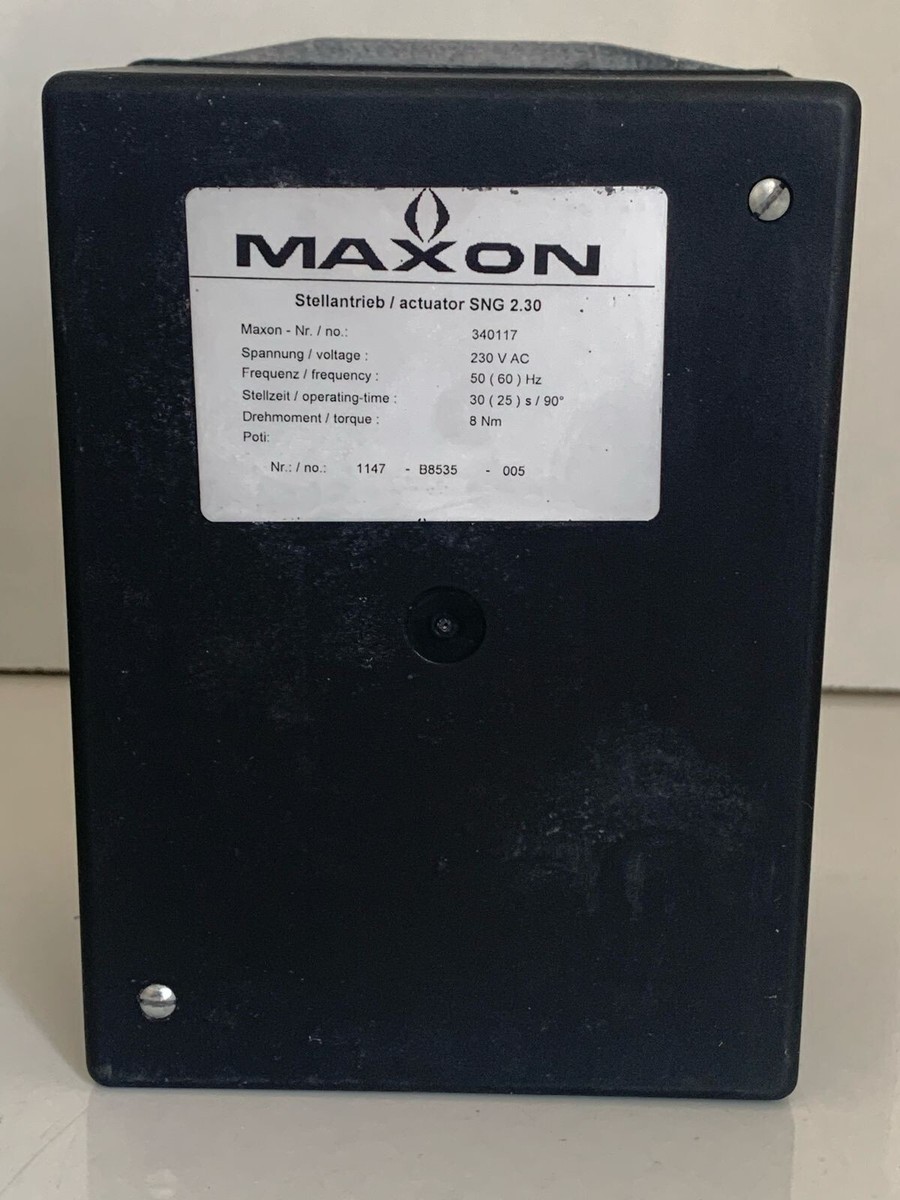 MAXON
Stellantrieb / actuator SNG 2.30
Maxon - Nr. / no.: 340117
Spannung / voltage : 230 V AC
Frequenz / frequency : 50 ( 60 ) Hz
Stellzeit / operating-time : 30 ( 25 ) s / 90°
Drehmoment / torque : 8 Nm
Poti:
Nr.: / no.: 1147 - B8535 - 005